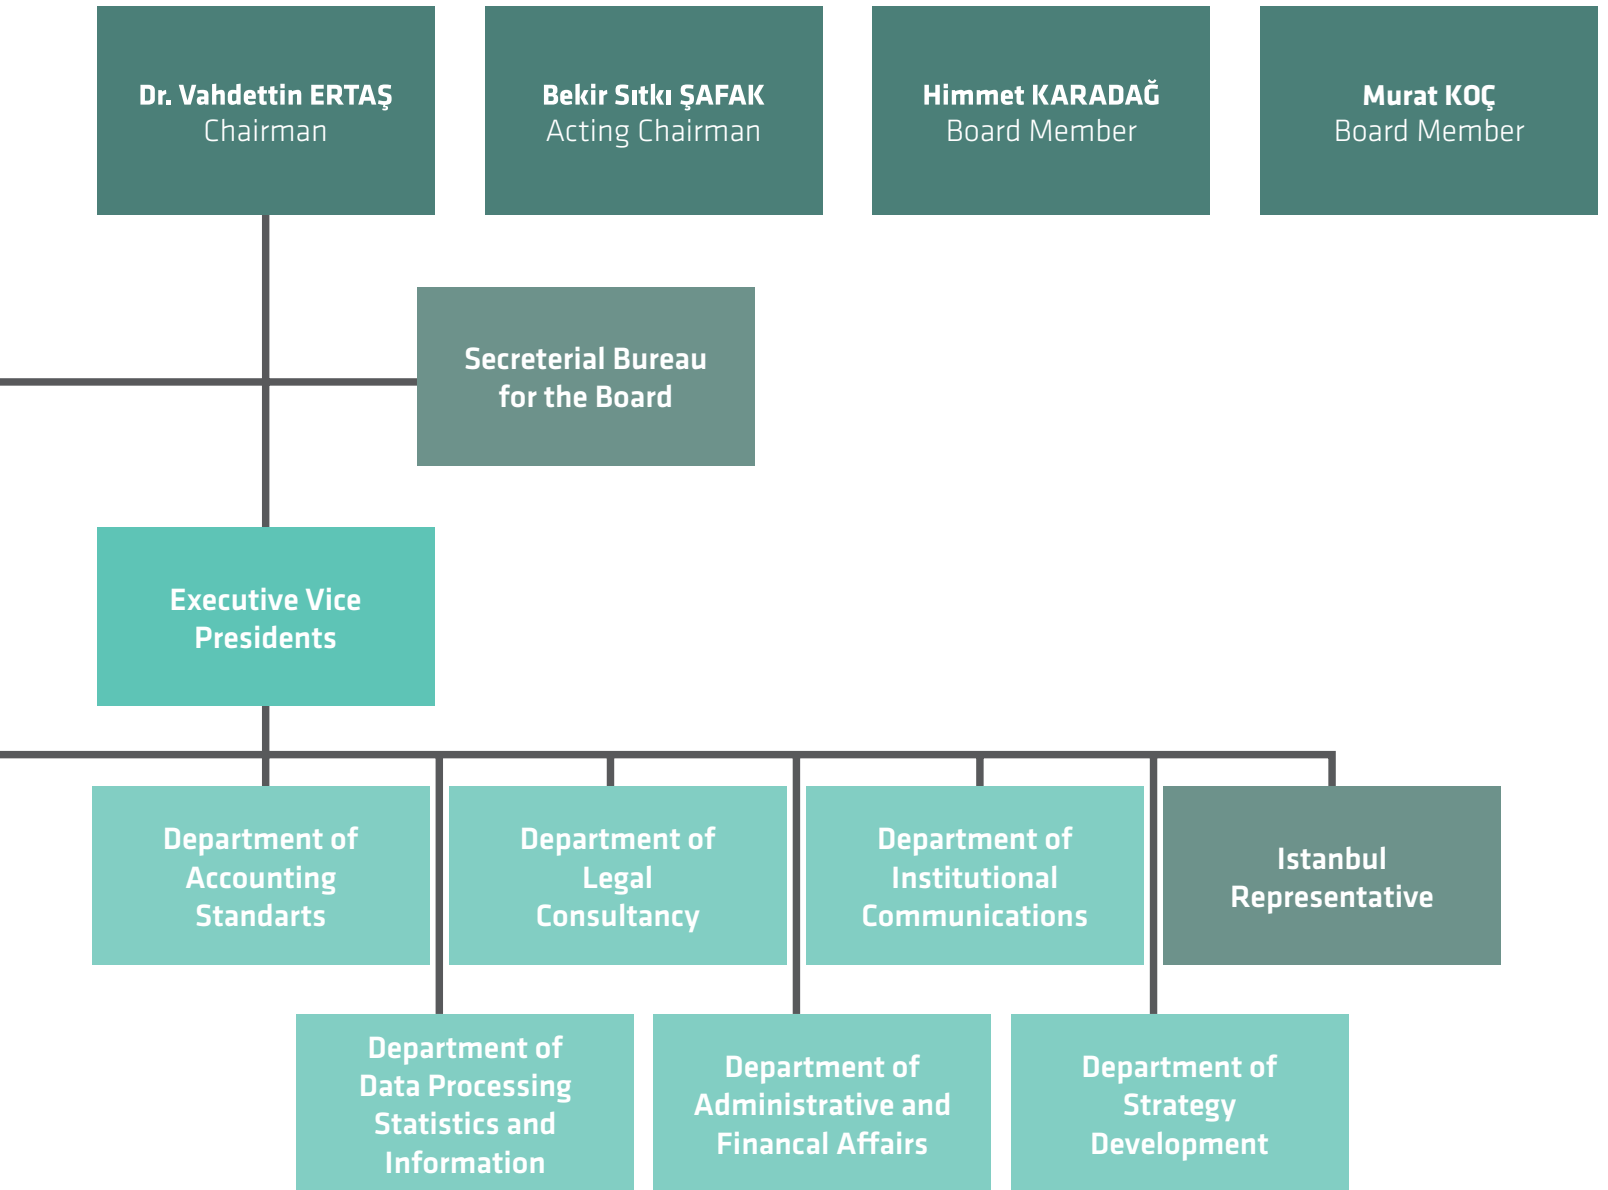 Dr. Vahdettin ERTAŞ
Chairman
Bekir Sıtkı ŞAFAK
Acting Chairman
Himmet KARADAĞ
Board Member
Murat KOÇ
Board Member
Secreterial Bureau
for the Board
Executive Vice
Presidents
Department of
Accounting
Standarts
Department of
Legal
Consultancy
Department of
Institutional
Communications
Istanbul
Representative
Department of
Data Processing
Statistics and
Information
Department of
Administrative and
Financal Affairs
Department of
Strategy
Development